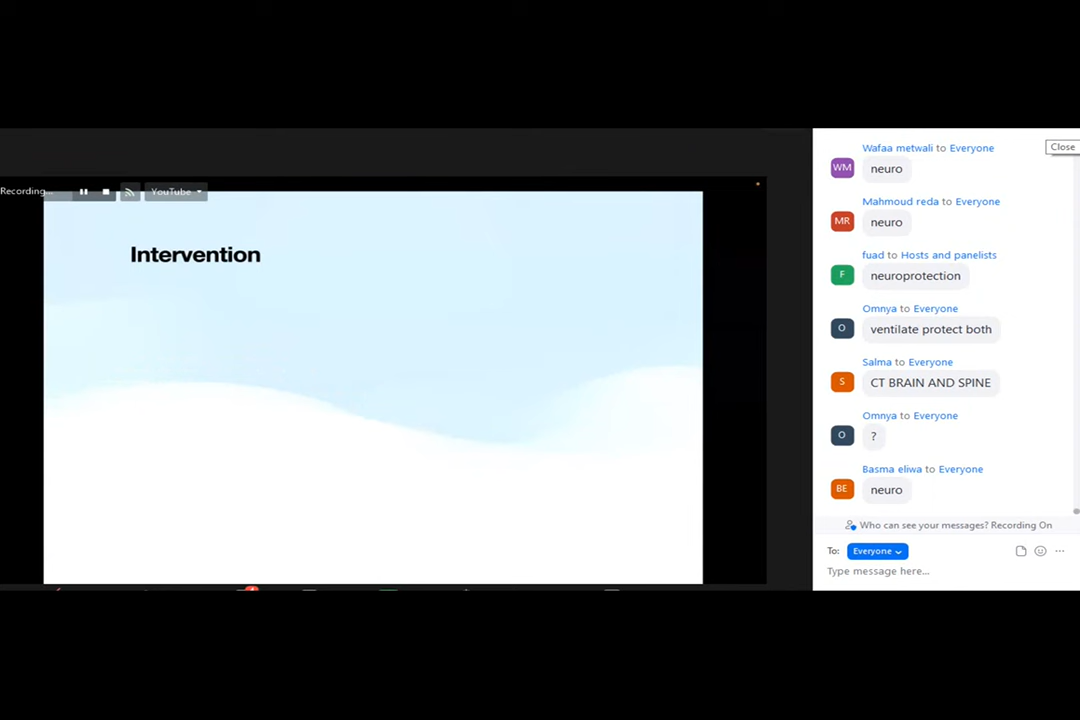 Recording...
YouTube
Intervention
Close
Wafaa metwali to Everyone
WM
neuro
Mahmoud reda to Everyone
MR
neuro
fuad to Hosts and panelists
F
neuroprotection
Omnya to Everyone
O
ventilate protect both
Salma to Everyone
S
CT BRAIN AND SPINE
Omnya to Everyone
O
?
Basma eliwa to Everyone
BE
neuro
Who can see your messages? Recording On
To: Everyone
Type message here...